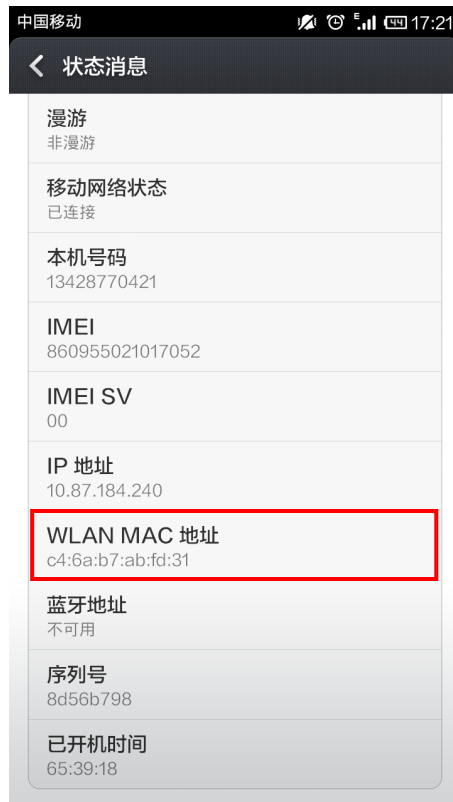 中国移动 E 44 17:21
状态消息
漫游
非漫游
移动网络状态
已连接
本机号码
13428770421
IMEI
860955021017052
IMEI SV
00
IP 地址
10.87.184.240
WLAN MAC 地址
c4:6a:b7:ab:fd:31
蓝牙地址
不可用
序列号
8d56b798
已开机时间
65:39:18